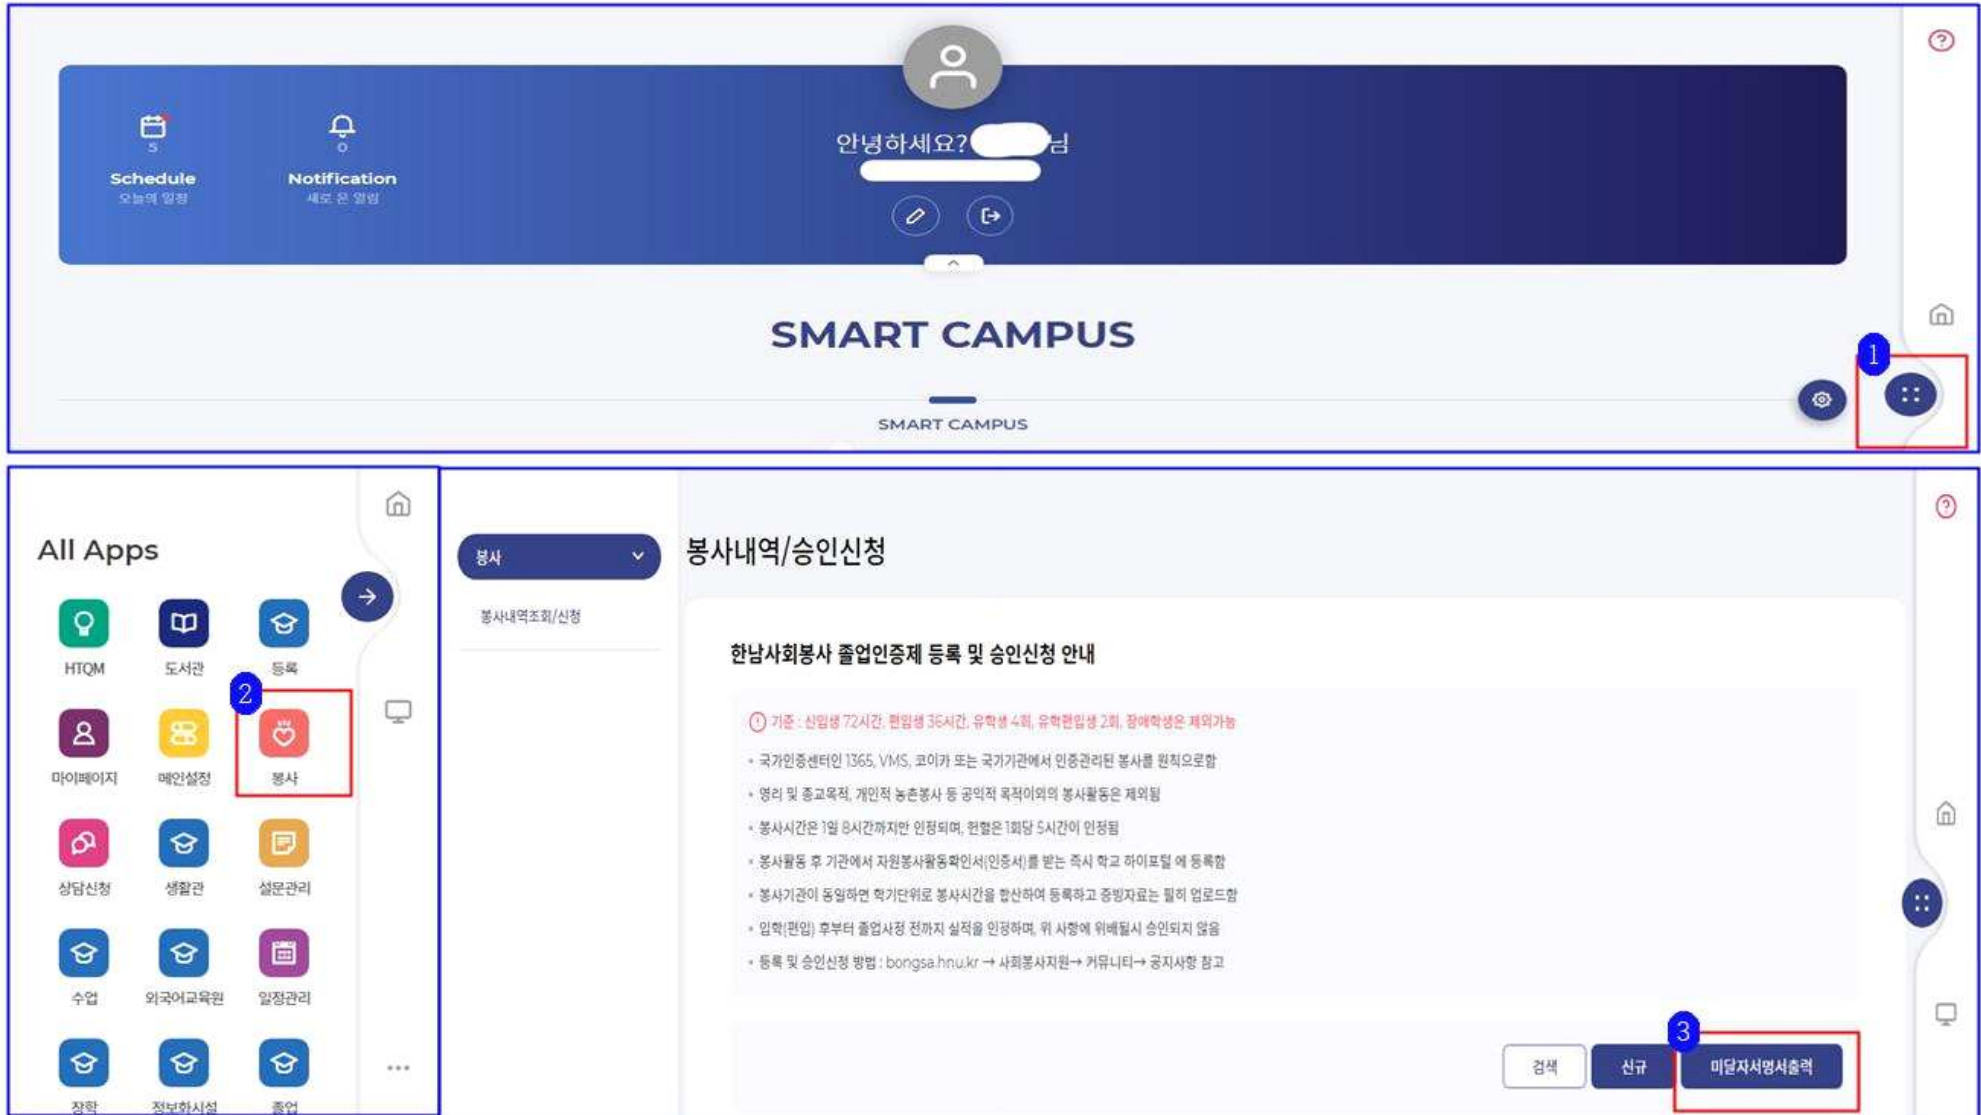 5
0
Schedule
Notification
오늘의 일정
새로 온 알림
안녕하세요?
님
SMART CAMPUS
1
SMART CAMPUS
All Apps
HTQM
도서관
등록
2
마이페이지
메인설정
봉사
상담신청
생활관
설문관리
수업
외국어교육원
일정관리
장학
정보화시설
졸업
봉사
봉사내역조회/신청
봉사내역/승인신청
한남사회봉사 졸업인증제 등록 및 승인신청 안내
기준 : 신입생 72시간, 편입생 36시간, 유학생 4회, 유학편입생 2회, 장애학생은 제외가능
• 국가인증센터인 1365, VMS, 코이카 또는 국가기관에서 인증관리된 봉사를 원칙으로함
• 영리 및 종교목적, 개인적 농촌봉사 등 공익적 목적이외의 봉사활동은 제외됨
• 봉사시간은 1일 8시간까지만 인정되며, 헌혈은 1회당 5시간이 인정됨
• 봉사활동 후 기관에서 자원봉사활동확인서(인증서)를 받는 즉시 학교 하이포털 에 등록함
• 봉사기관이 동일하면 학기단위로 봉사시간을 합산하여 등록하고 증빙자료는 필히 업로드함
• 입학(편입) 후부터 졸업사정 전까지 실적을 인정하며, 위 사항에 위배될시 승인되지 않음
• 등록 및 승인신청 방법 : bongsa.hnu.kr → 사회봉사지원→ 커뮤니티→ 공지사항 참고
3
검색
신규
미달자서명서출력